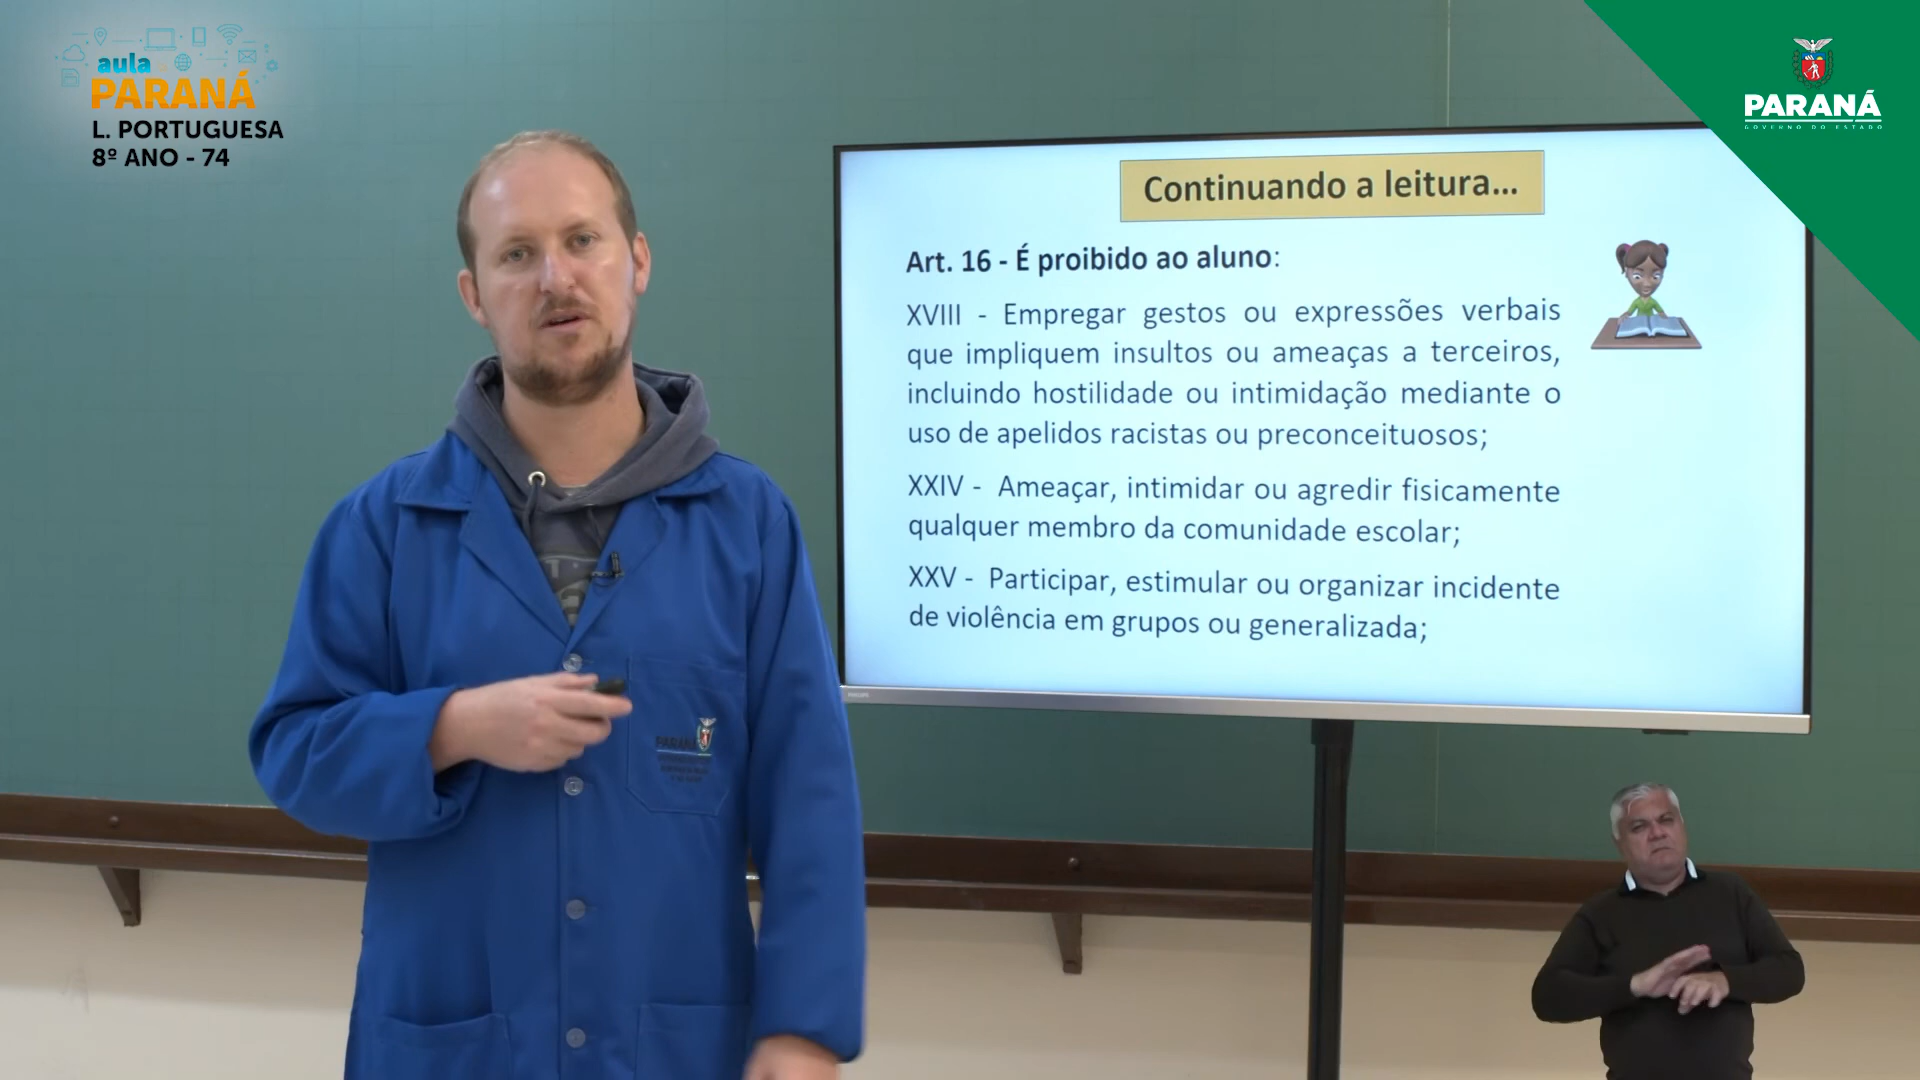 aula
PARANÁ
L. PORTUGUESA
8º ANO - 74
PARANÁ
GOVERNO DO ESTADO
Continuando a leitura...
Art. 16 - É proibido ao aluno:
XVIII - Empregar gestos ou expressões verbais
que impliquem insultos ou ameaças a terceiros,
incluindo hostilidade ou intimidação mediante o
uso de apelidos racistas ou preconceituosos;
XXIV - Ameaçar, intimidar ou agredir fisicamente
qualquer membro da comunidade escolar;
XXV - Participar, estimular ou organizar incidente
de violência em grupos ou generalizada;
PHILIPS
PARANÁ